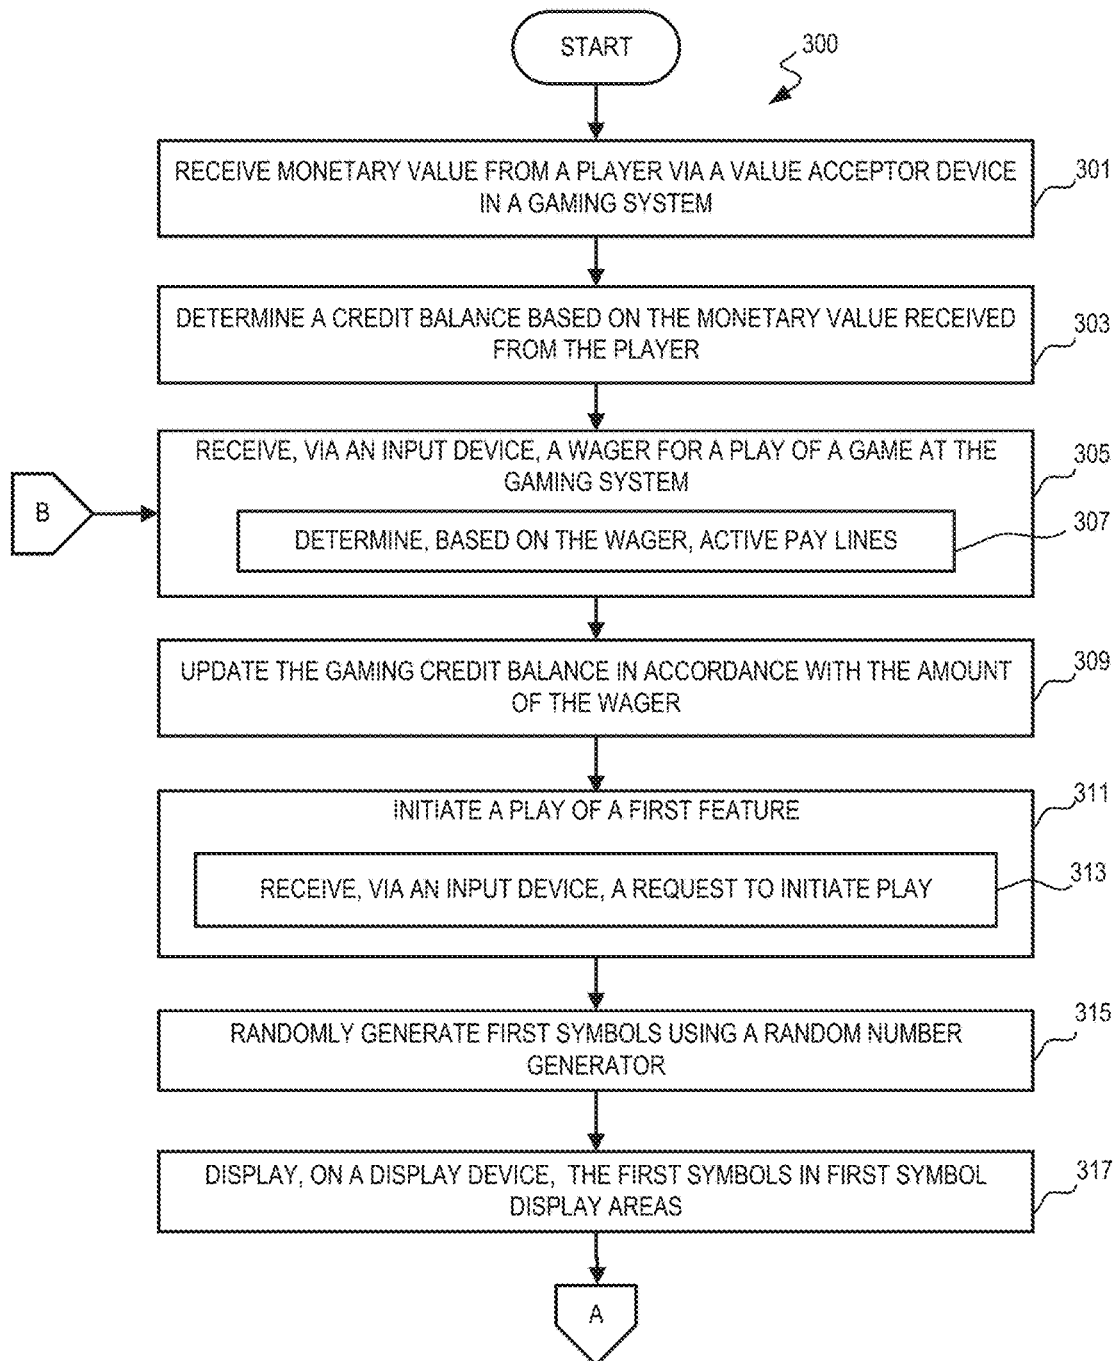 START
300
RECEIVE MONETARY VALUE FROM A PLAYER VIA A VALUE ACCEPTOR DEVICE
IN A GAMING SYSTEM
301
DETERMINE A CREDIT BALANCE BASED ON THE MONETARY VALUE RECEIVED
FROM THE PLAYER
303
RECEIVE, VIA AN INPUT DEVICE, A WAGER FOR A PLAY OF A GAME AT THE
GAMING SYSTEM
305
B
DETERMINE, BASED ON THE WAGER, ACTIVE PAY LINES
307
UPDATE THE GAMING CREDIT BALANCE IN ACCORDANCE WITH THE AMOUNT
OF THE WAGER
309
INITIATE A PLAY OF A FIRST FEATURE
311
RECEIVE, VIA AN INPUT DEVICE, A REQUEST TO INITIATE PLAY
313
RANDOMLY GENERATE FIRST SYMBOLS USING A RANDOM NUMBER
GENERATOR
315
DISPLAY, ON A DISPLAY DEVICE, THE FIRST SYMBOLS IN FIRST SYMBOL
DISPLAY AREAS
317
A